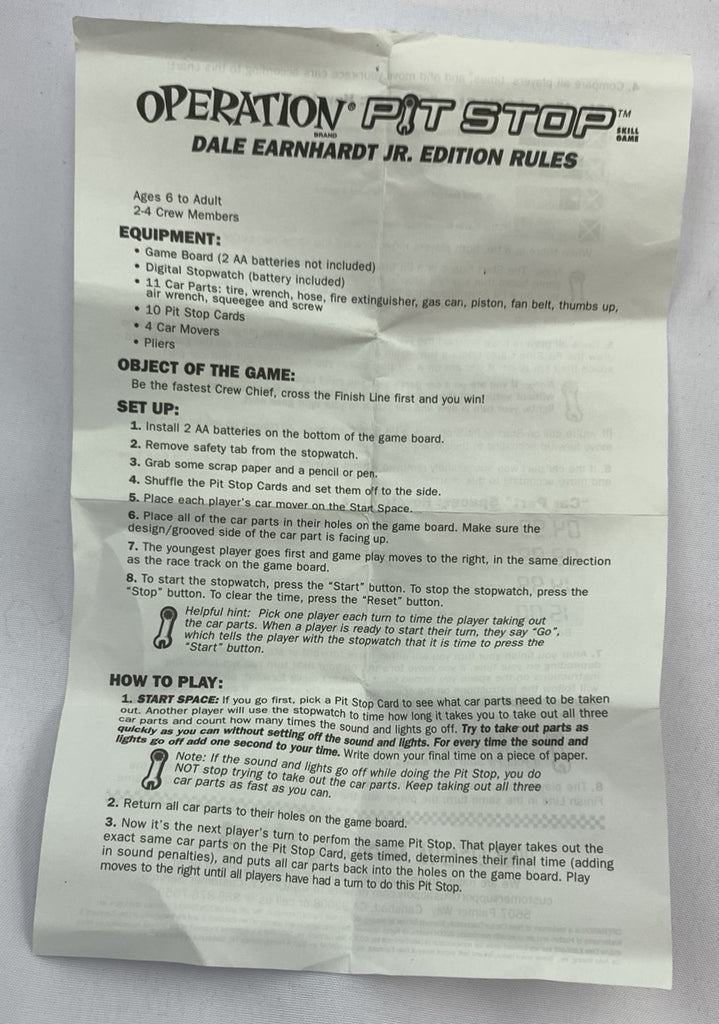 OPERATION® PIT STOP™
BRAND
SKILL
GAME
DALE EARNHARDT JR. EDITION RULES
Ages 6 to Adult
2-4 Crew Members
EQUIPMENT:
• Game Board (2 AA batteries not included)
• Digital Stopwatch (battery included)
• 11 Car Parts: tire, wrench, hose, fire extinguisher, gas can, piston, fan belt, thumbs up,
air wrench, squeegee and screw
• 10 Pit Stop Cards
• 4 Car Movers
• Pliers
OBJECT OF THE GAME:
Be the fastest Crew Chief, cross the Finish Line first and you win!
SET UP:
1. Install 2 AA batteries on the bottom of the game board.
2. Remove safety tab from the stopwatch.
3. Grab some scrap paper and a pencil or pen.
4. Shuffle the Pit Stop Cards and set them off to the side.
5. Place each player's car mover on the Start Space.
6. Place all of the car parts in their holes on the game board. Make sure the
design/grooved side of the car part is facing up.
7. The youngest player goes first and game play moves to the right, in the same direction
as the race track on the game board.
8. To start the stopwatch, press the "Start" button. To stop the stopwatch, press the
"Stop" button. To clear the time, press the "Reset" button.
Helpful hint: Pick one player each turn to time the player taking out
the car parts. When a player is ready to start their turn, they say "Go",
which tells the player with the stopwatch that it is time to press the
"Start" button.
HOW TO PLAY:
1. START SPACE: If you go first, pick a Pit Stop Card to see what car parts need to be taken
out. Another player will use the stopwatch to time how long it takes you to take out all three
car parts and count how many times the sound and lights go off. Try to take out parts as
quickly as you can without setting off the sound and lights. For every time the sound and
lights go off add one second to your time. Write down your final time on a piece of paper.
Note: If the sound and lights go off while doing the Pit Stop, you do
NOT stop trying to take out the car parts. Keep taking out all three
car parts as fast as you can.
2. Return all car parts to their holes on the game board.
3. Now it's the next player's turn to perfom the same Pit Stop. That player takes out the
exact same car parts on the Pit Stop Card, gets timed, determines their final time (adding
in sound penalties), and puts all car parts back into the holes on the game board. Play
moves to the right until all players have had a turn to do this Pit Stop.